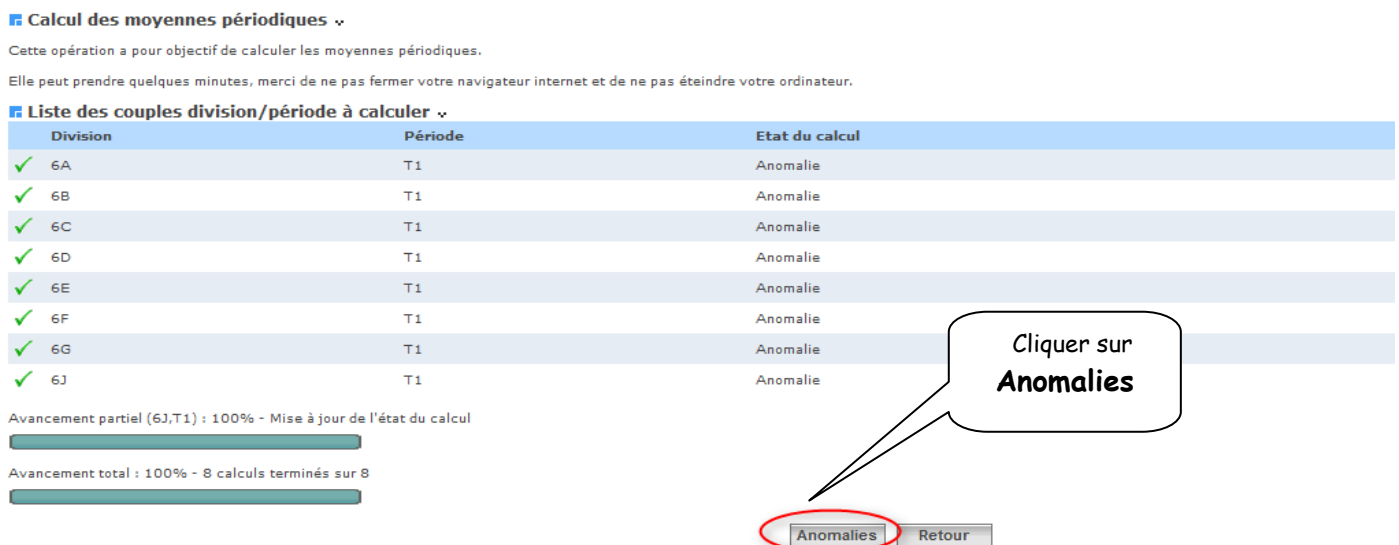 Calcul des moyennes périodiques
Cette opération a pour objectif de calculer les moyennes périodiques.
Elle peut prendre quelques minutes, merci de ne pas fermer votre navigateur internet et de ne pas éteindre votre ordinateur.
Liste des couples division/période à calculer
Division Période Etat du calcul
6A T1 Anomalie
6B T1 Anomalie
6C T1 Anomalie
6D T1 Anomalie
6E T1 Anomalie
6F T1 Anomalie
6G T1 Anomalie
6J T1 Anomalie
Cliquer sur
Anomalies
Avancement partiel (6J,T1) : 100% - Mise à jour de l'état du calcul
Avancement total : 100% - 8 calculs terminés sur 8
Anomalies Retour